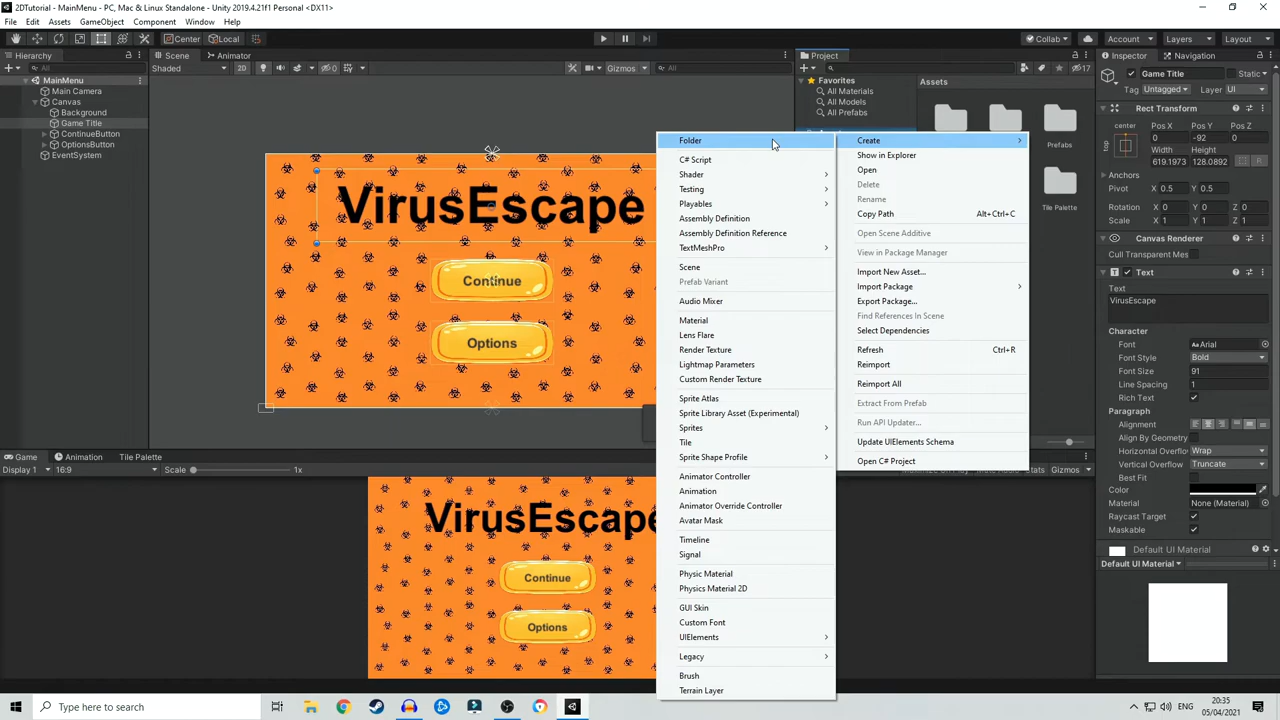 2DTutorial - MainMenu - PC, Mac & Linux Standalone - Unity 2019.4.21f1 Personal <DX11>
File Edit Assets GameObject Component Window Help
Center Local Collab Account Layers Layout
Hierarchy
All
MainMenu
Main Camera
Canvas
Background
Game Title
ContinueButton
OptionsButton
EventSystem
Scene Animator
Shaded 2D 0 Gizmos All
VirusEscape
Continue
Options
Project
17
Favorites
All Materials
All Models
All Prefabs
Assets
Prefabs
Tile Palette
Folder
C# Script
Shader
Testing
Playables
Assembly Definition
Assembly Definition Reference
TextMeshPro
Scene
Prefab Variant
Audio Mixer
Material
Lens Flare
Render Texture
Lightmap Parameters
Custom Render Texture
Sprite Atlas
Sprite Library Asset (Experimental)
Sprites
Tile
Sprite Shape Profile
Animator Controller
Animation
Animator Override Controller
Avatar Mask
Timeline
Signal
Physic Material
Physics Material 2D
GUI Skin
Custom Font
UIElements
Legacy
Brush
Terrain Layer
Create
Show in Explorer
Open
Delete
Rename
Copy Path Alt+Ctrl+C
Open Scene Additive
View in Package Manager
Import New Asset...
Import Package
Export Package...
Find References In Scene
Select Dependencies
Refresh Ctrl+R
Reimport
Reimport All
Extract From Prefab
Run API Updater...
Update UIElements Schema
Open C# Project
Inspector Navigation
Game Title Static
Tag Untagged Layer UI
Rect Transform
center Pos X Pos Y Pos Z
top 0 -92 0
Width Height
619.1973 128.0892 R
Anchors
Pivot X 0.5 Y 0.5
Rotation X 0 Y 0 Z 0
Scale X 1 Y 1 Z 1
Canvas Renderer
Cull Transparent Mes
Text
Text
VirusEscape
Character
Font Arial
Font Style Bold
Font Size 91
Line Spacing 1
Rich Text
Paragraph
Alignment
Align By Geometry
Horizontal Overflow Wrap
Vertical Overflow Truncate
Best Fit
Color
Material None (Material)
Raycast Target
Maskable
Default UI Material
Default UI Material
Game Animation Tile Palette
Display 1 16:9 Scale 1x Stats Gizmos
VirusEscape
Continue
Options
Type here to search
20:35
05/04/2021